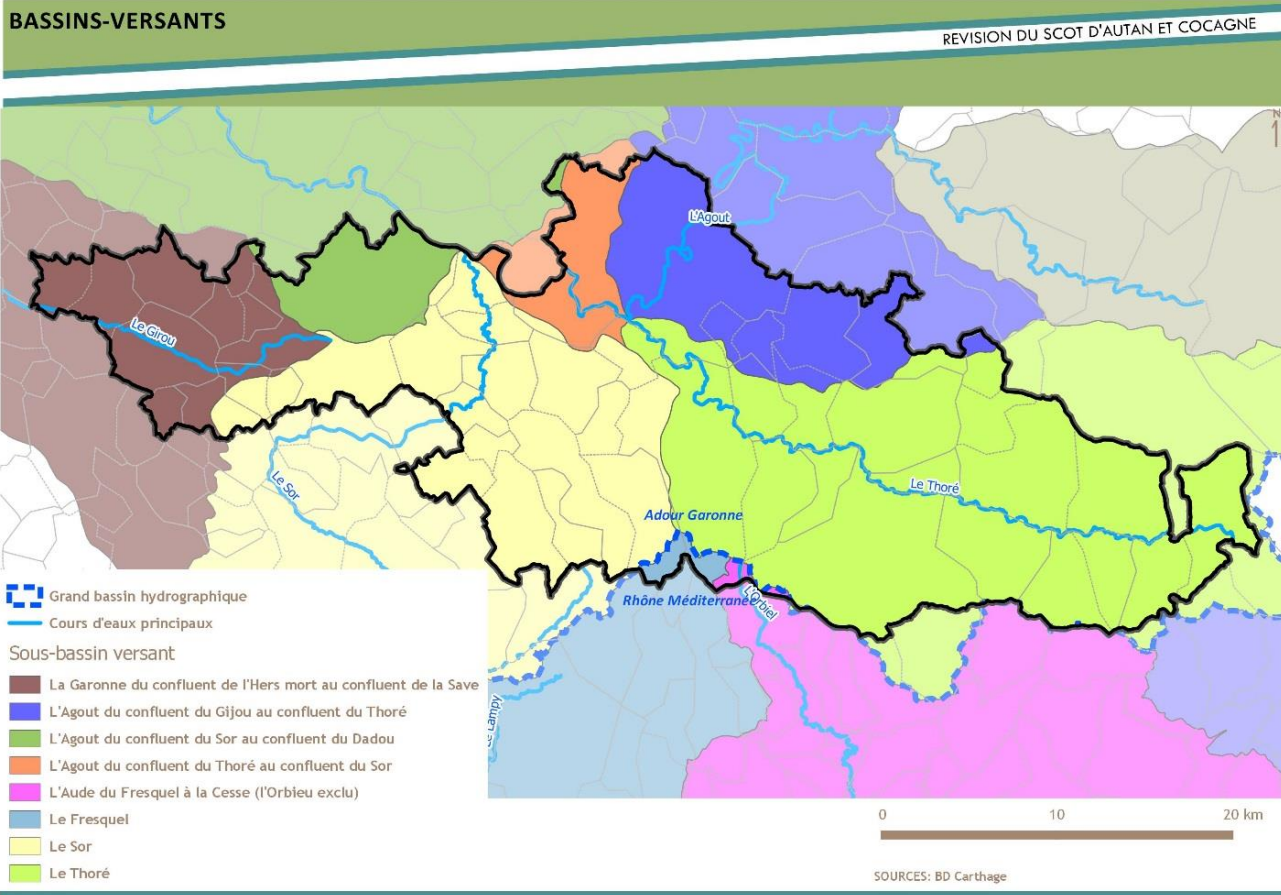 BASSINS-VERSANTS
REVISION DU SCOT D'AUTAN ET COCAGNE
N
L'Agout
Le Girou
Le Sor
Le Thoré
Adour Garonne
Rhône Méditerranée
L'Orbiel
Le Lampy
Grand bassin hydrographique
Cours d'eaux principaux
Sous-bassin versant
La Garonne du confluent de l'Hers mort au confluent de la Save
L'Agout du confluent du Gijou au confluent du Thoré
L'Agout du confluent du Sor au confluent du Dadou
L'Agout du confluent du Thoré au confluent du Sor
L'Aude du Fresquel à la Cesse (l'Orbieu exclu)
Le Fresquel
Le Sor
Le Thoré
0 10 20 km
SOURCES: BD Carthage